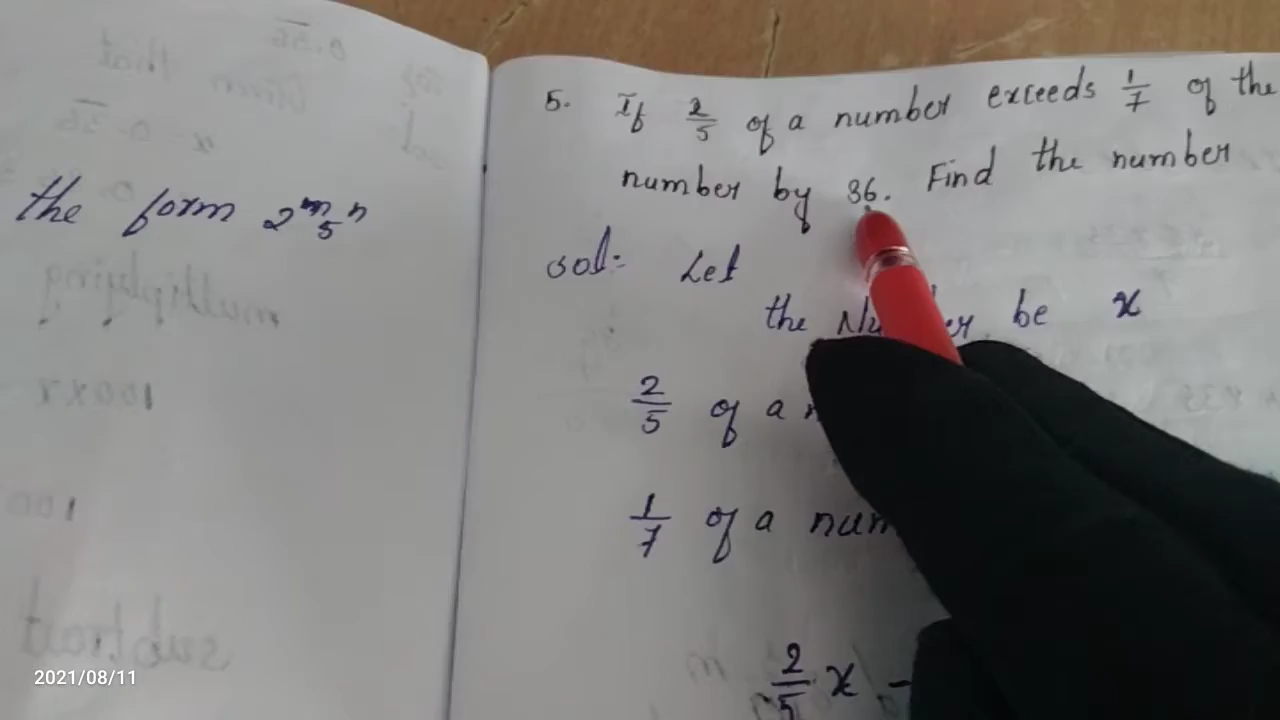 the form 2^m 5^n
5. If 2/5 of a number exceeds 1/7 of the
number by 36. Find the number
sol:- Let
the be x
2/5 of a
1/7 of a
2/5 x -
2021/08/11